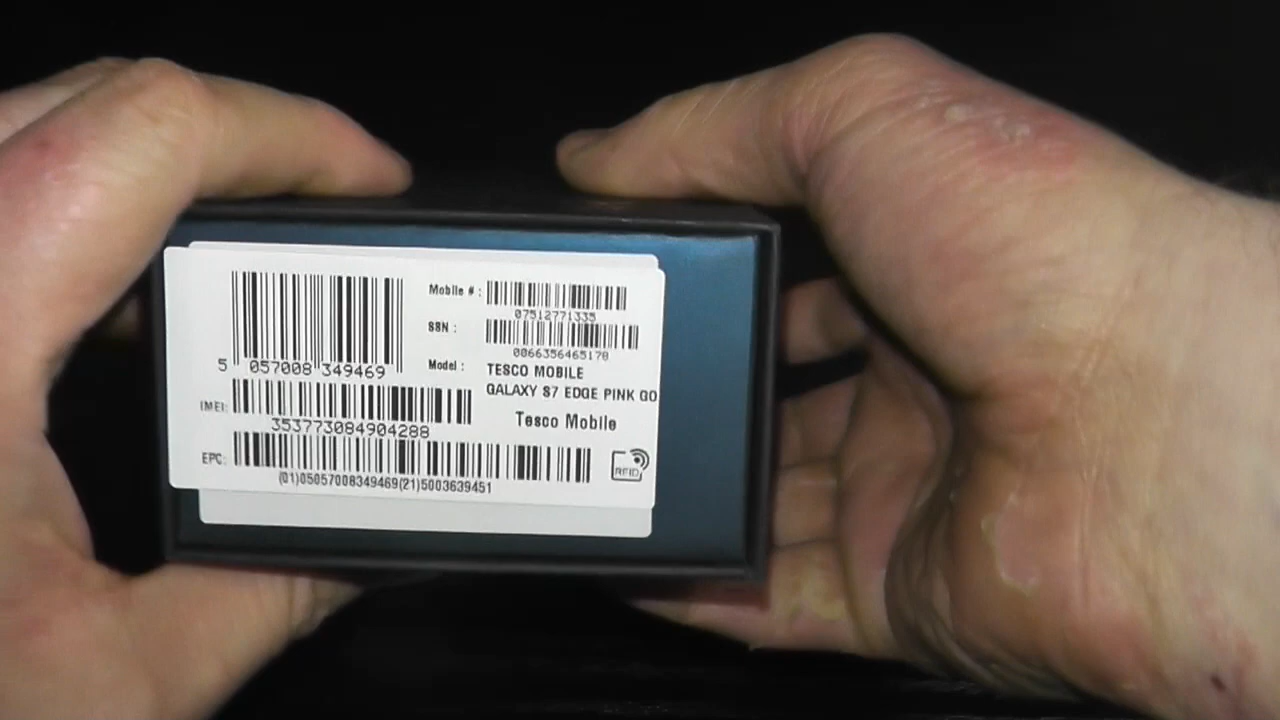 5 057008 349469
Mobile # :
07512771335
SSN :
0866356465178
Model :
TESCO MOBILE
GALAXY S7 EDGE PINK GO
Tesco Mobile
IMEI:
353773084904288
EPC:
(01)05057008349469(21)5003639451
RFID